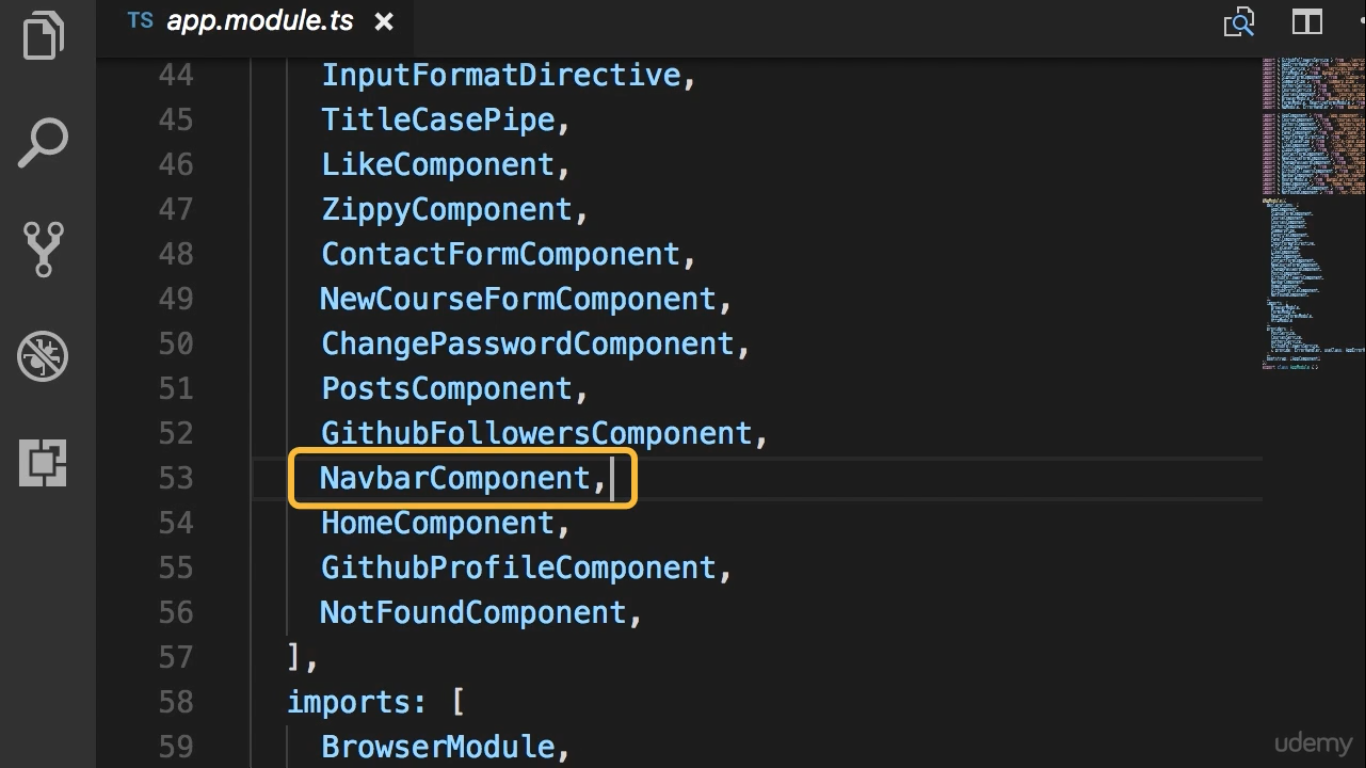 TS app.module.ts ×
44 InputFormatDirective,
45 TitleCasePipe,
46 LikeComponent,
47 ZippyComponent,
48 ContactFormComponent,
49 NewCourseFormComponent,
50 ChangePasswordComponent,
51 PostsComponent,
52 GithubFollowersComponent,
53 NavbarComponent,
54 HomeComponent,
55 GithubProfileComponent,
56 NotFoundComponent,
57 ],
58 imports: [
59 BrowserModule,
udemy